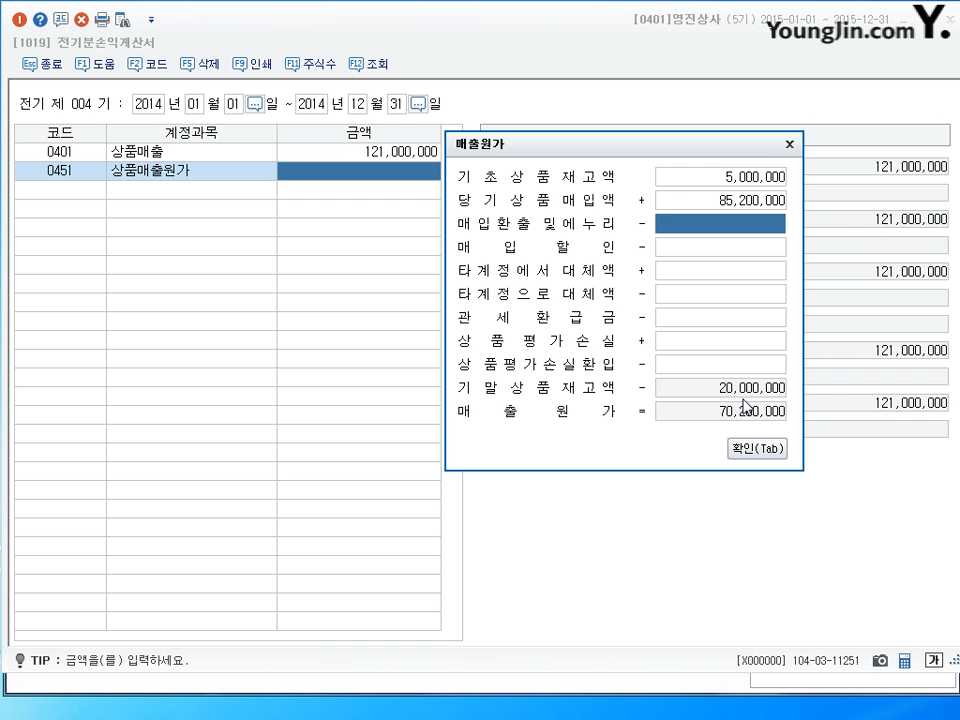 [0401]영진상사 (5기) 2015-01-01 ~ 2015-12-31
YoungJin.com Y.
[1019] 전기분손익계산서
Esc 종료 F1 도움 F2 코드 F5 삭제 F9 인쇄 F11 주식수 F12 조회
전기 제 004 기 : 2014 년 01 월 01 일 ~ 2014 년 12 월 31 일
코드 계정과목 금액
0401 상품매출 121,000,000
0451 상품매출원가
매출원가 x
기 초 상 품 재 고 액 5,000,000
당 기 상 품 매 입 액 + 85,200,000
매 입 환 출 및 에 누 리 -
매 입 할 인 -
타 계 정 에 서 대 체 액 +
타 계 정 으 로 대 체 액 -
관 세 환 급 금 -
상 품 평 가 손 실 +
상 품 평 가 손 실 환 입 -
기 말 상 품 재 고 액 - 20,000,000
매 출 원 가 = 70,200,000
확인(Tab)
121,000,000
121,000,000
121,000,000
121,000,000
121,000,000
TIP : 금액을(를) 입력하세요.
[X000000] 104-03-11251 가